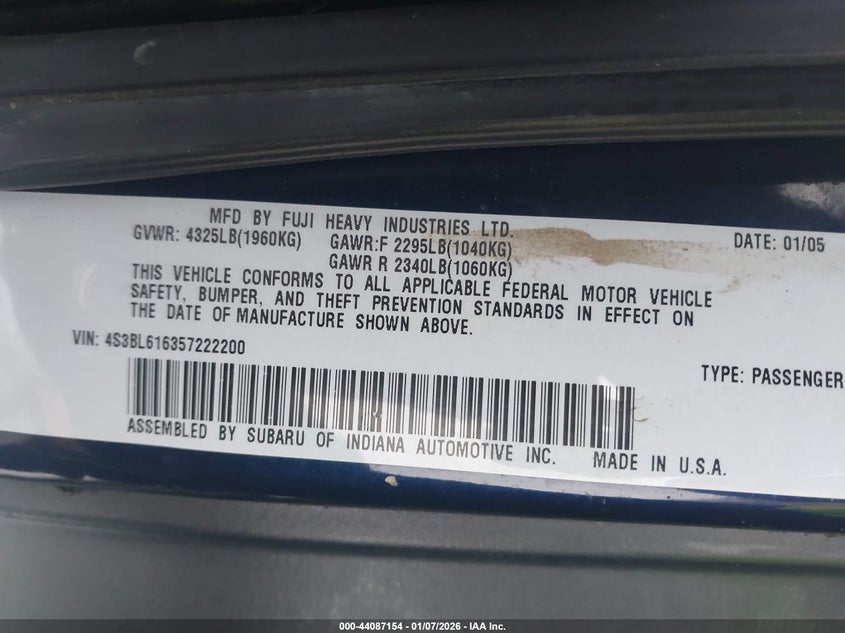 MFD BY FUJI HEAVY INDUSTRIES LTD.
GVWR: 4325LB(1960KG) GAWR:F 2295LB(1040KG) DATE: 01/05
GAWR R 2340LB(1060KG)
THIS VEHICLE CONFORMS TO ALL APPLICABLE FEDERAL MOTOR VEHICLE
SAFETY, BUMPER, AND THEFT PREVENTION STANDARDS IN EFFECT ON
THE DATE OF MANUFACTURE SHOWN ABOVE.
VIN: 4S3BL616357222200
TYPE: PASSENGER
ASSEMBLED BY SUBARU OF INDIANA AUTOMOTIVE INC. MADE IN U.S.A.
000-44087154 | 01/07/2026 - IAA Inc.